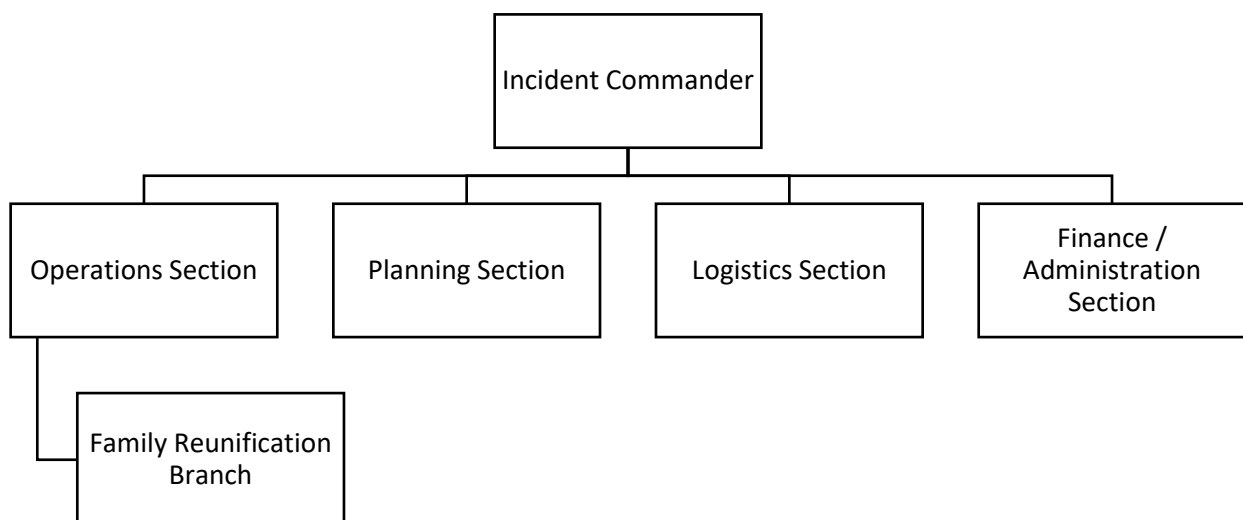 Incident Commander
Operations Section
Planning Section
Logistics Section
Finance /
Administration
Section
Family Reunification
Branch